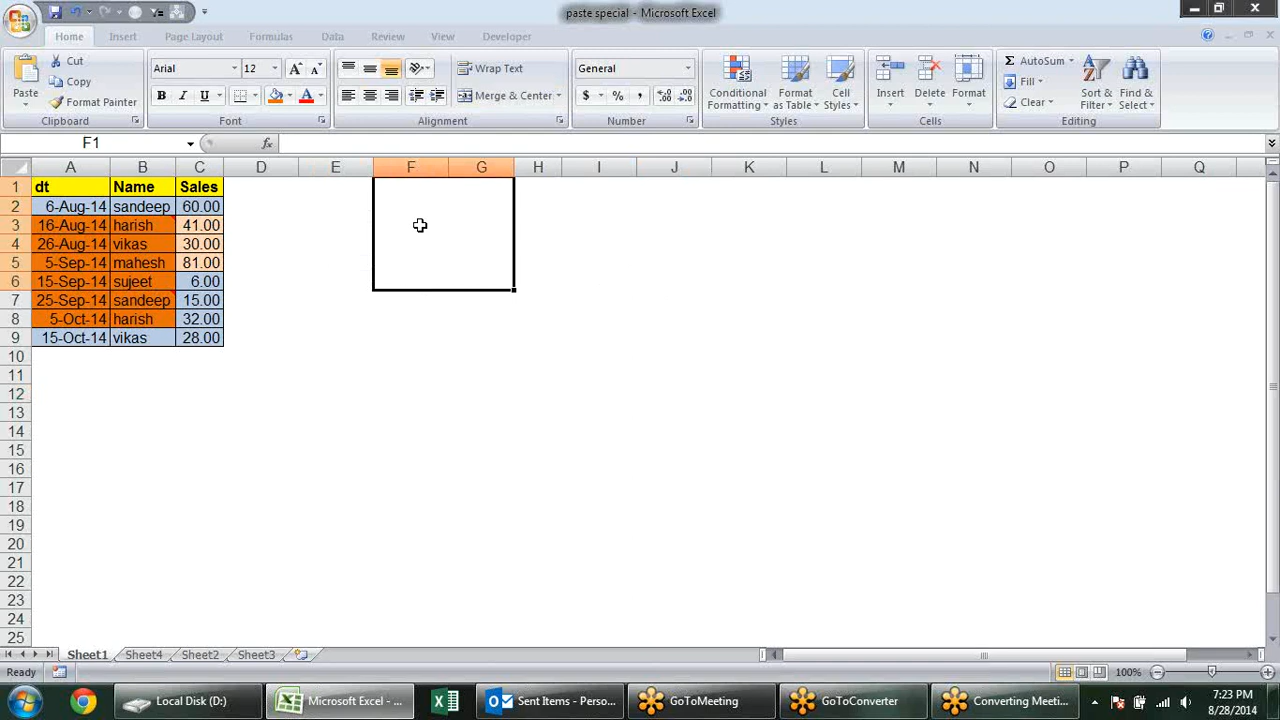 paste special - Microsoft Excel
Home Insert Page Layout Formulas Data Review View Developer
Paste Cut Copy Format Painter Clipboard
Arial 12 A A B I U A Font
Wrap Text Merge & Center Alignment
General $ % , Number
Conditional Formatting Format as Table Cell Styles Styles
Insert Delete Format Cells
Σ AutoSum Fill Clear Sort & Filter Find & Select Editing
F1 fx
A B C D E F G H I J K L M N O P Q
1 dt Name Sales
2 6-Aug-14 sandeep 60.00
3 16-Aug-14 harish 41.00
4 26-Aug-14 vikas 30.00
5 5-Sep-14 mahesh 81.00
6 15-Sep-14 sujeet 6.00
7 25-Sep-14 sandeep 15.00
8 5-Oct-14 harish 32.00
9 15-Oct-14 vikas 28.00
10
11
12
13
14
15
16
17
18
19
20
21
22
23
24
25
Sheet1 Sheet4 Sheet2 Sheet3
Ready 100%
Local Disk (D:) Microsoft Excel - ... Sent Items - Perso... GoToMeeting GoToConverter Converting Meeti... 7:23 PM
8/28/2014